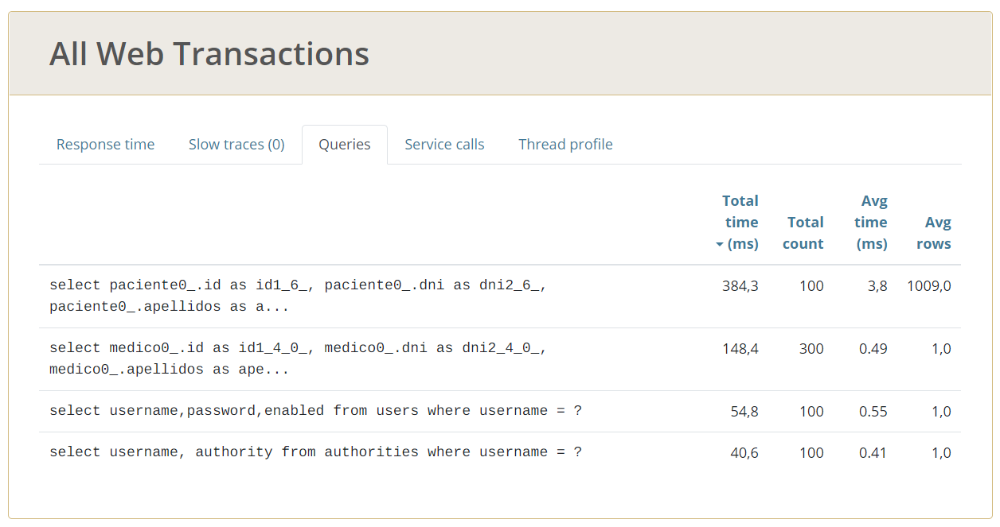 All Web Transactions
Response time Slow traces (0) Queries Service calls Thread profile
Total time (ms) Total count Avg time (ms) Avg rows
select paciente0_.id as id1_6_, paciente0_.dni as dni2_6_, 384,3 100 3,8 1009,0
paciente0_.apellidos as a...
select medico0_.id as id1_4_0_, medico0_.dni as dni2_4_0_, 148,4 300 0.49 1,0
medico0_.apellidos as ape...
select username,password,enabled from users where username = ? 54,8 100 0.55 1,0
select username, authority from authorities where username = ? 40,6 100 0.41 1,0